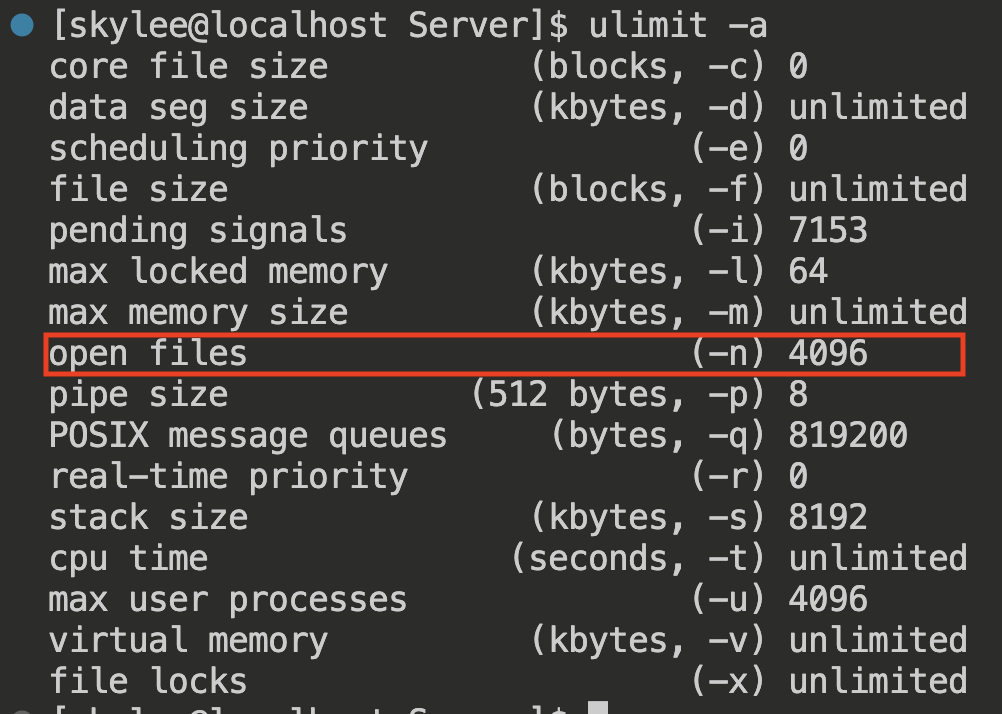 [skylee@localhost Server]$ ulimit -a
core file size (blocks, -c) 0
data seg size (kbytes, -d) unlimited
scheduling priority (-e) 0
file size (blocks, -f) unlimited
pending signals (-i) 7153
max locked memory (kbytes, -l) 64
max memory size (kbytes, -m) unlimited
open files (-n) 4096
pipe size (512 bytes, -p) 8
POSIX message queues (bytes, -q) 819200
real-time priority (-r) 0
stack size (kbytes, -s) 8192
cpu time (seconds, -t) unlimited
max user processes (-u) 4096
virtual memory (kbytes, -v) unlimited
file locks (-x) unlimited
[skylee@localhost Server]$